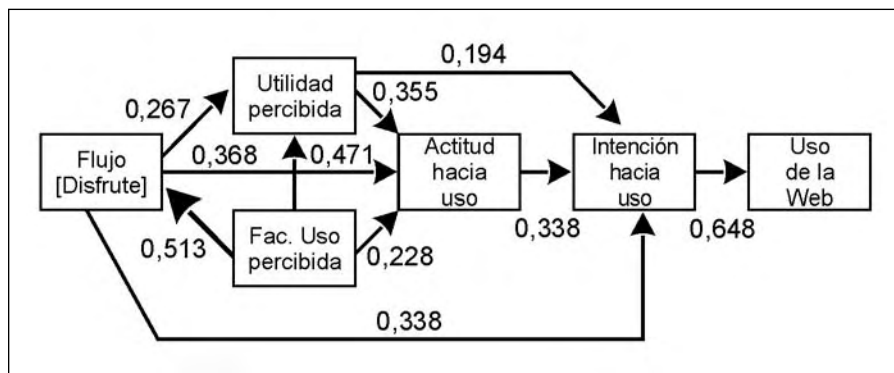 0,194
Utilidad
percibida
0,355
0,267
Flujo
[Disfrute]
0,368
0,471
Actitud
hacia
uso
Intención
hacia
uso
Uso
de la
Web
0,513
Fac. Uso
percibida
0,228
0,338
0,648
0,338